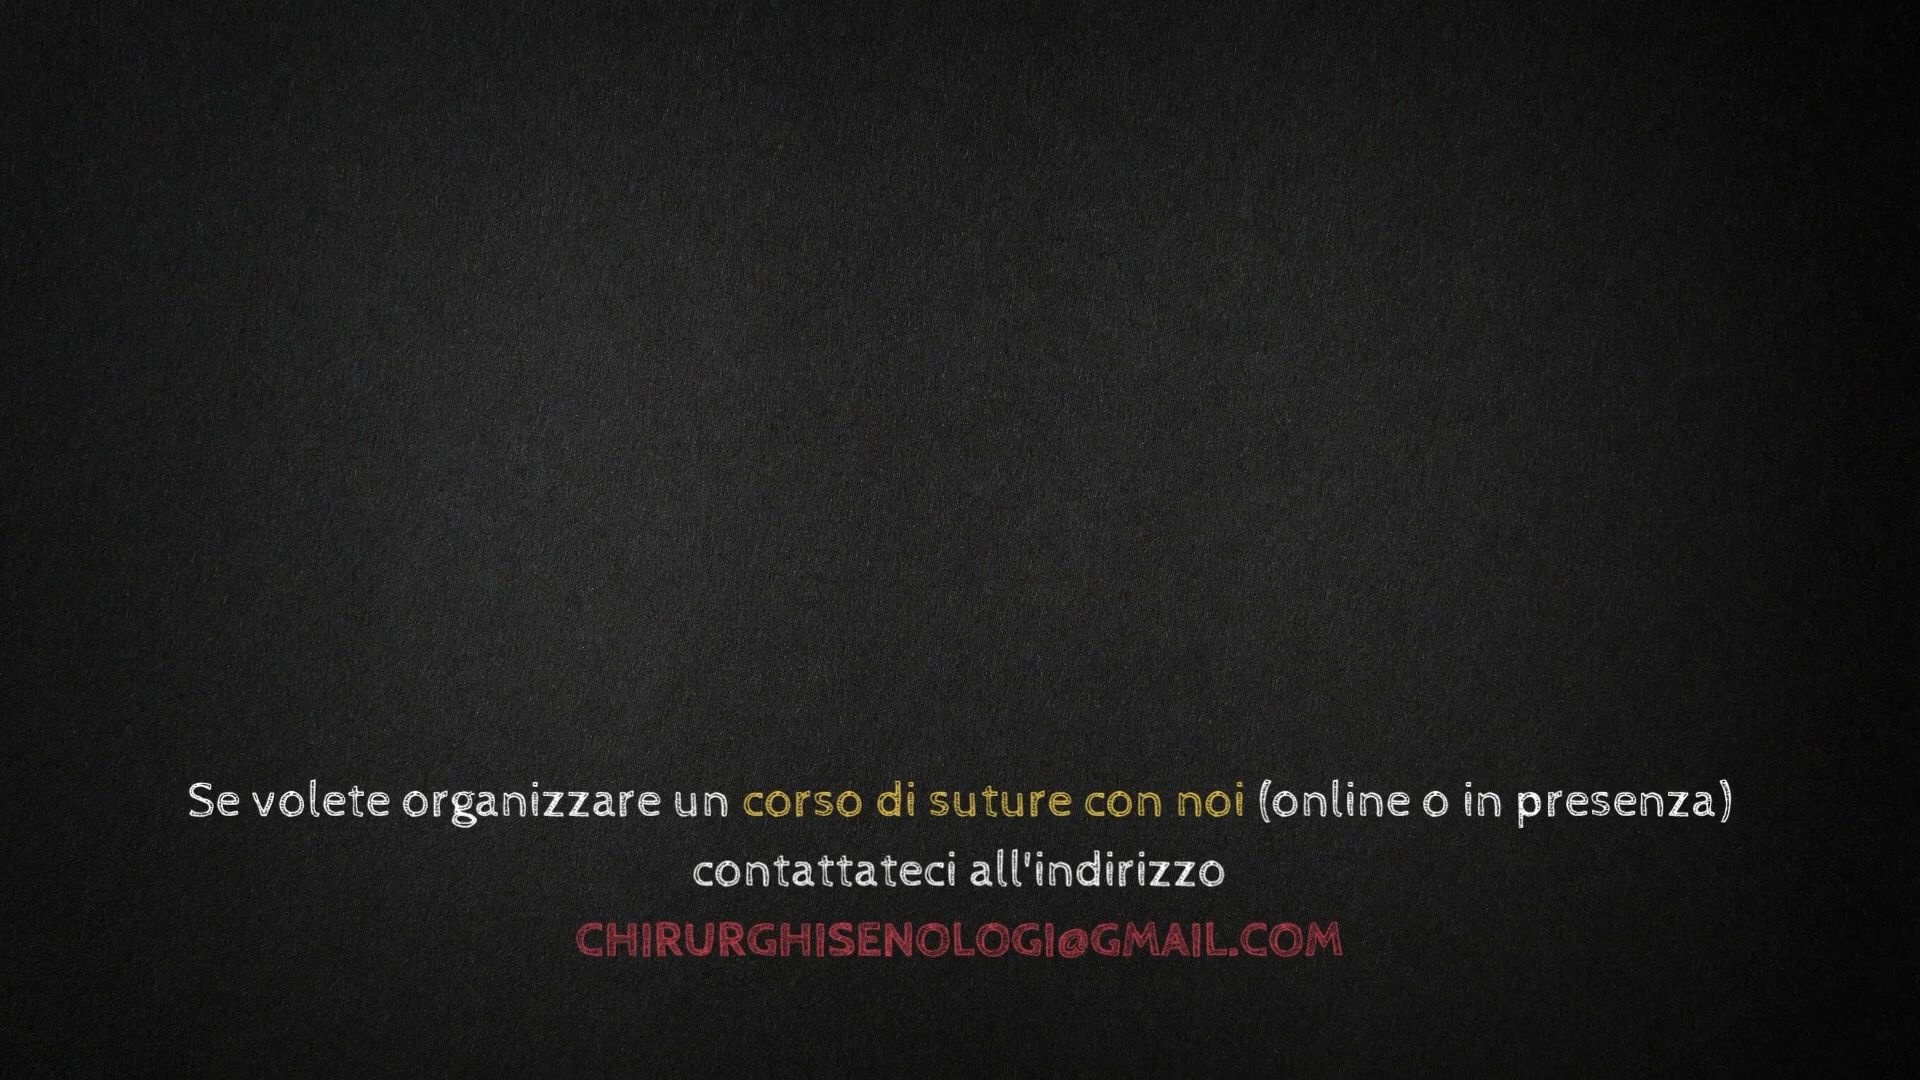 Se volete organizzare un corso di suture con noi (online o in presenza)
contattateci all'indirizzo
CHIRURGHISENOLOGI@GMAIL.COM